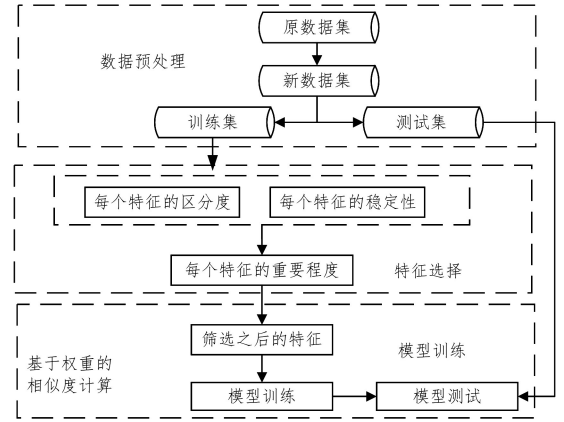 原数据集
数据预处理
新数据集
训练集
测试集
每个特征的区分度
每个特征的稳定性
每个特征的重要程度
特征选择
筛选之后的特征
模型训练
基于权重的
相似度计算
模型训练
模型测试